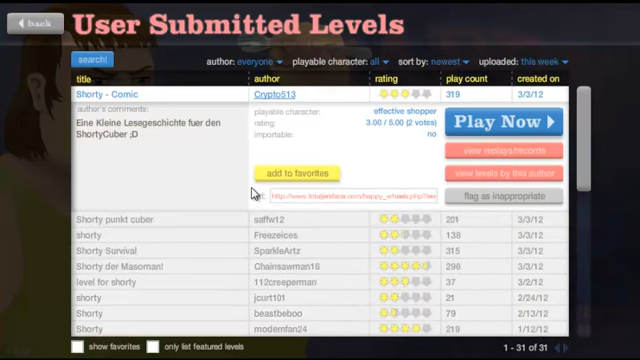 back
User Submitted Levels
search!
author: everyone playable character: all sort by: newest uploaded: this week
title author rating play count created on
Shorty - Comic Crypto513 319 3/3/12
author's comments:
Eine Kleine Lesegeschichte fuer den
ShortyCuber ;D
playable character: effective shopper
rating: 3.00 / 5.00 (2 votes)
importable: no
add to favorites
Play Now
view replays/records
view levels by this author
flag as inappropriate
http://www.totaljerkface.com/happy_wheels.php?lev
Shorty punkt cuber saffw12 201 3/3/12
shorty Freezeices 138 3/3/12
Shorty Survival SparkleArtz 315 3/3/12
Shorty der Masoman! Chainsawman16 296 3/3/12
level for shorty 112creeperman 37 3/2/12
shorty jcurt101 21 2/24/12
Shorty beastbeboo 79 2/13/12
Shorty modernfan24 219 1/12/12
show favorites only list featured levels 1 - 31 of 31